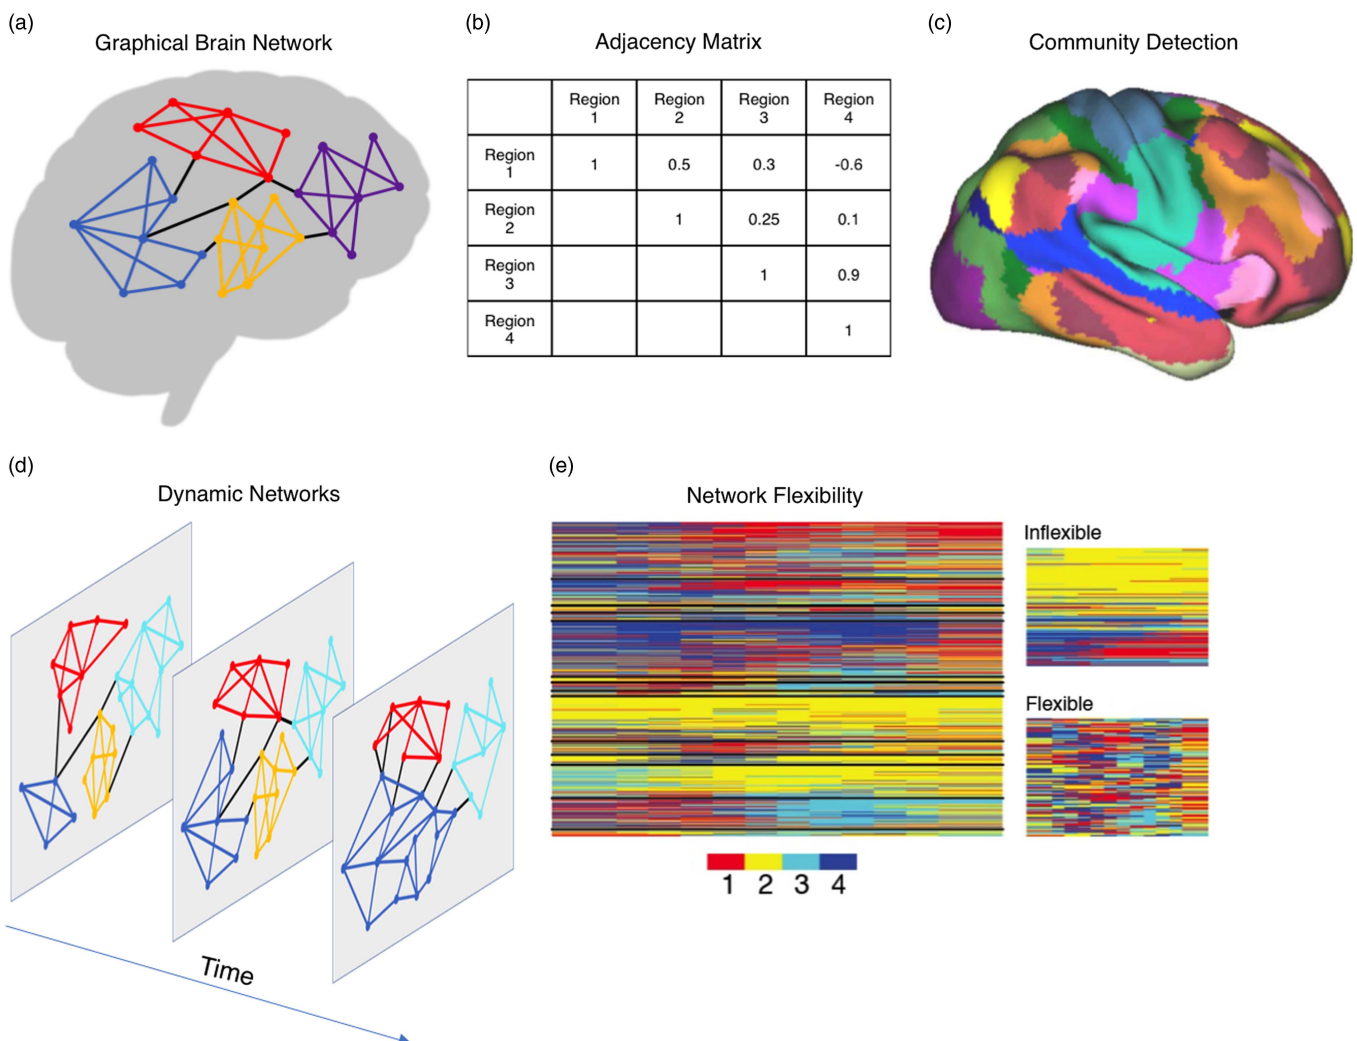 (a)
Graphical Brain Network
(b)
Adjacency Matrix
Region 1 Region 2 Region 3 Region 4
Region 1 1 0.5 0.3 -0.6
Region 2 1 0.25 0.1
Region 3 1 0.9
Region 4 1
(c)
Community Detection
(d)
Dynamic Networks
Time
(e)
Network Flexibility
Inflexible
Flexible
1 2 3 4